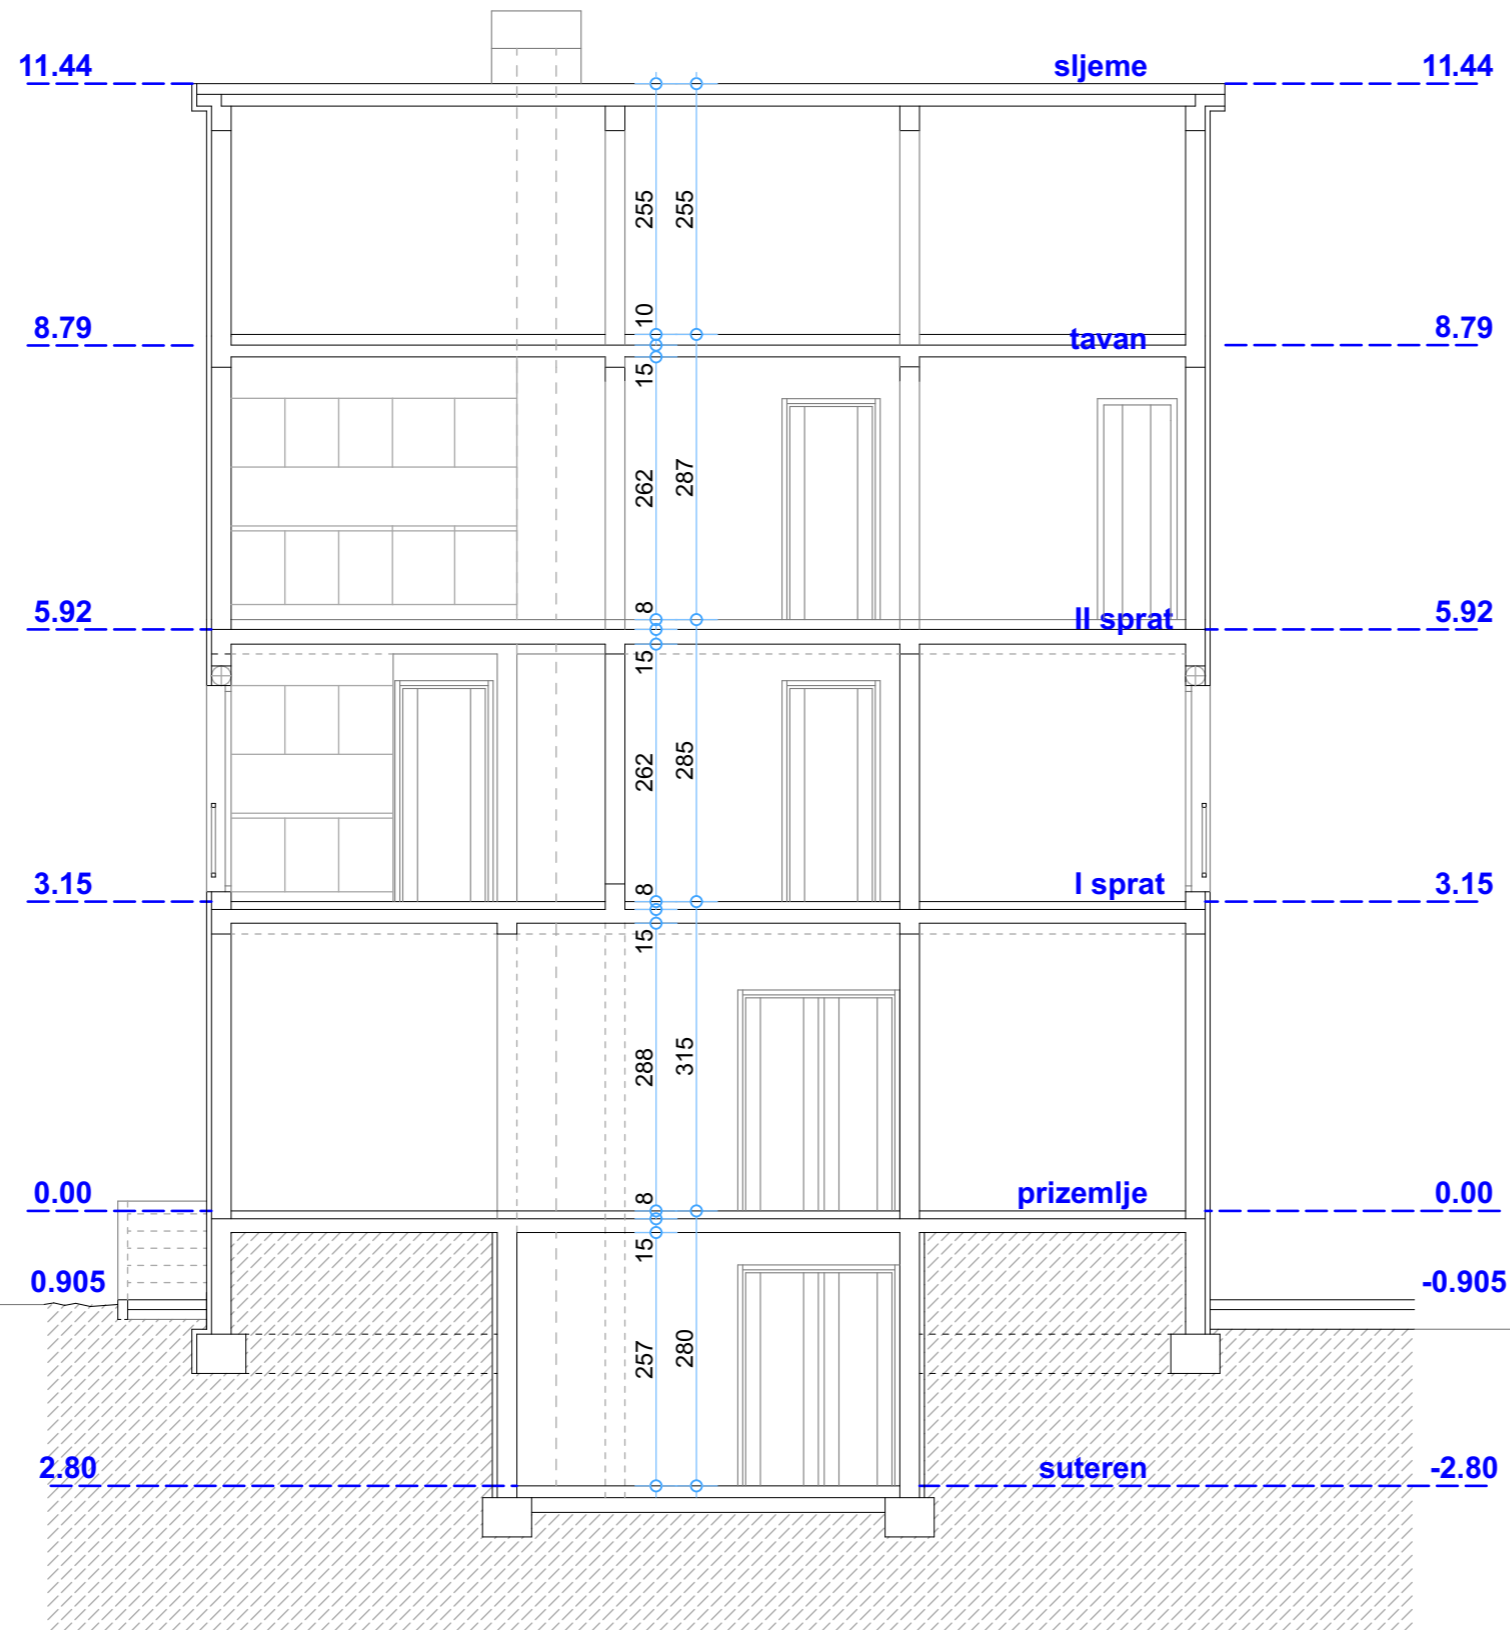 11.44 sljeme 11.44
255 255
10
8.79 tavan 8.79
15
262 287
8
5.92 II sprat 5.92
15
262 285
8
3.15 I sprat 3.15
15
288 315
8
0.00 prizemlje 0.00
15
0.905 -0.905
257 280
2.80 suteren -2.80